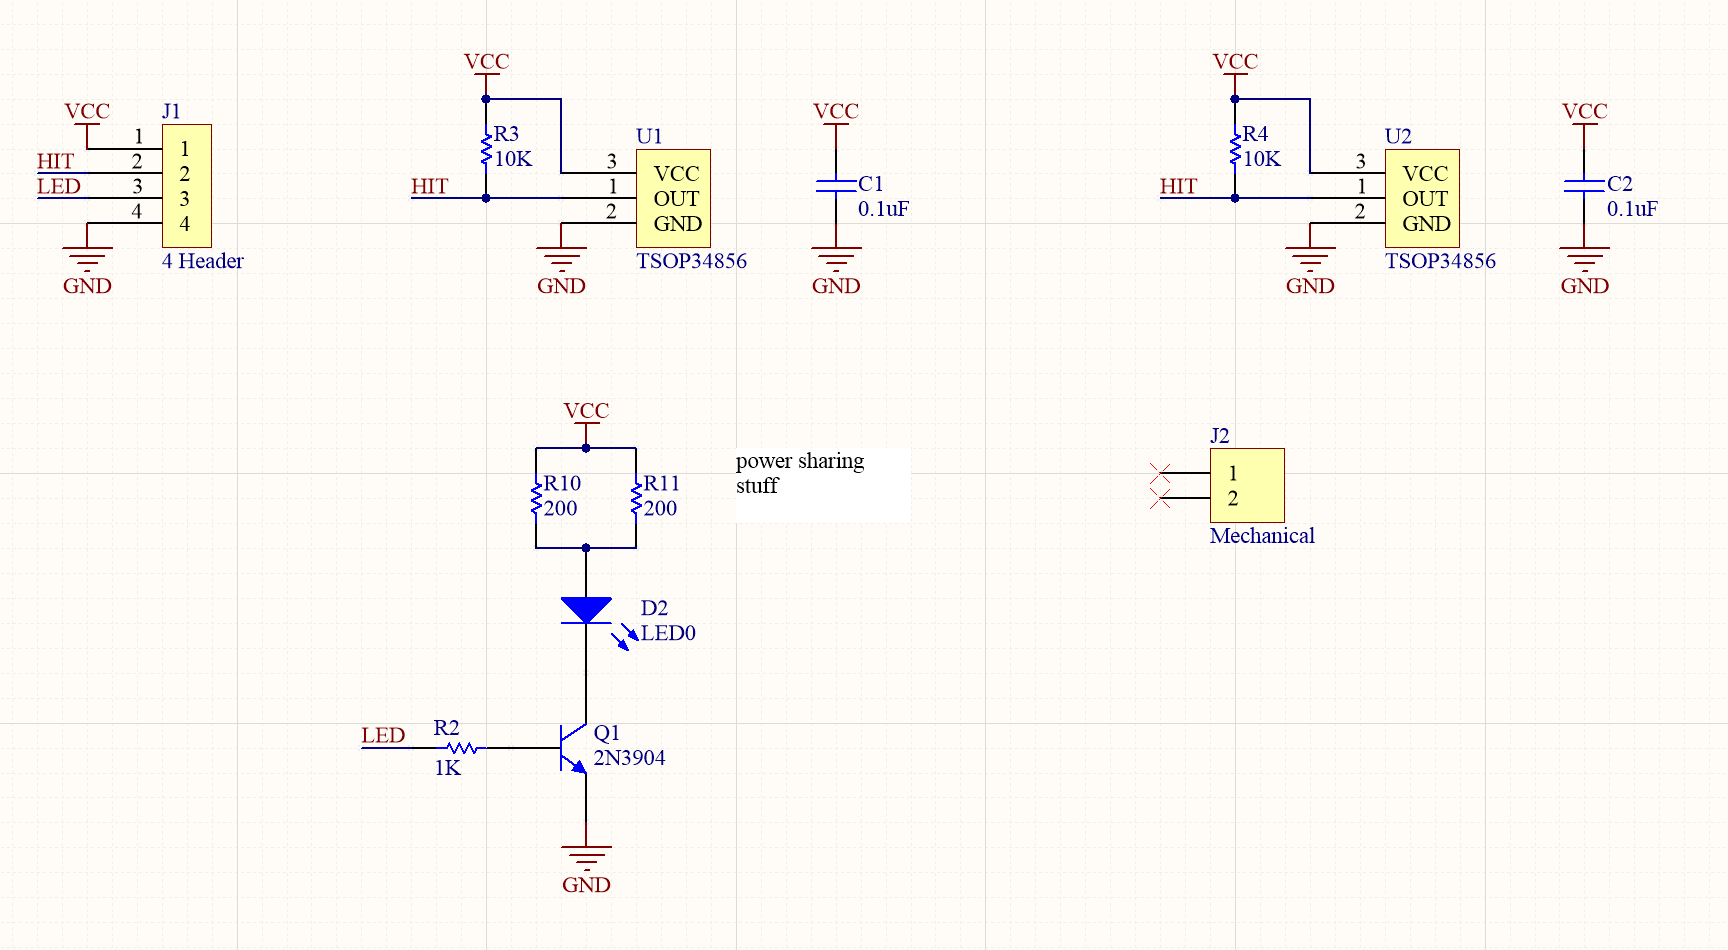 VCC
J1
1
1
HIT
2
2
LED
3
3
4
4
4 Header
GND
VCC
R3
10K
HIT
U1
3
VCC
1
OUT
2
GND
TSOP34856
GND
VCC
C1
0.1uF
GND
VCC
R4
10K
HIT
U2
3
VCC
1
OUT
2
GND
TSOP34856
GND
VCC
C2
0.1uF
GND
VCC
R10
200
R11
200
power sharing
stuff
D2
LED0
LED
R2
1K
Q1
2N3904
GND
J2
1
2
Mechanical